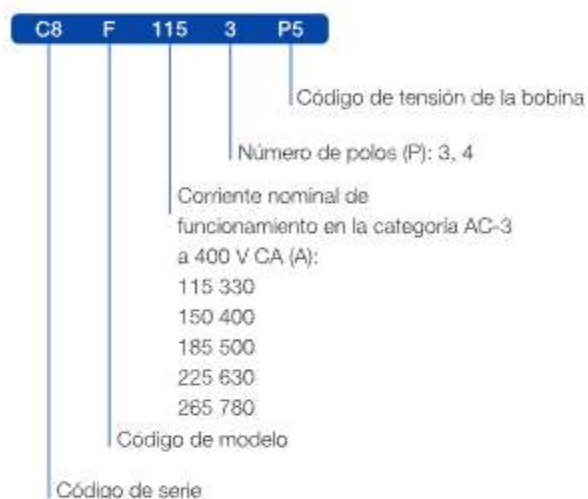 C8 F 115 3 P5
Código de tensión de la bobina
Número de polos (P): 3, 4
Corriente nominal de
funcionamiento en la categoría AC-3
a 400 V CA (A):
115 330
150 400
185 500
225 630
265 780
Código de modelo
Código de serie